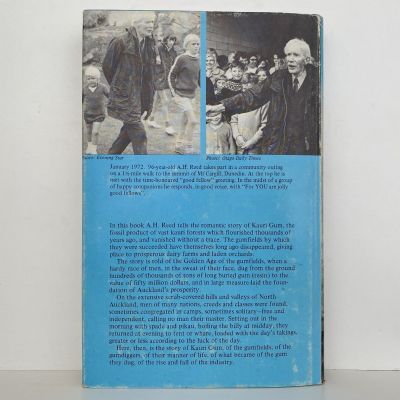 Photo: Evening Star
Photo: Otago Daily Times
January 1972. 96-year-old A.H. Reed takes part in a community outing
on a 16-mile walk to the summit of Mt Cargill, Dunedin. At the top he is
met with the time-honoured "good fellow" greeting. In the midst of a group
of happy companions he responds, in good voice, with "For YOU are jolly
good fellows".
In this book A.H. Reed tells the romantic story of Kauri Gum, the
fossil product of vast kauri forests which flourished thousands of
years ago, and vanished without a trace. The gumfields by which
they were succeeded have themselves long ago disappeared, giving
place to prosperous dairy farms and laden orchards.
The story is told of the Golden Age of the gumfields, when a
hardy race of men, in the sweat of their face, dug from the ground
hundreds of thousands of tons of long buried gum (resin) to the
value of fifty million dollars, and in large measure laid the foun-
dation of Auckland's prosperity.
On the extensive scrub-covered hills and valleys of North
Auckland, men of many nations, creeds and classes were found,
sometimes congregated in camps, sometimes solitary—free and
independent, calling no man their master. Setting out in the
morning with spade and pikau, boiling the billy at midday, they
returned at evening to tent or whare, loaded with the day's takings,
greater or less according to the luck of the day.
Here, then, is the story of Kauri Gum, of the gumfields, of the
gumdiggers, of their manner of life, of what became of the gum
they dug, of the rise and fall of the industry.